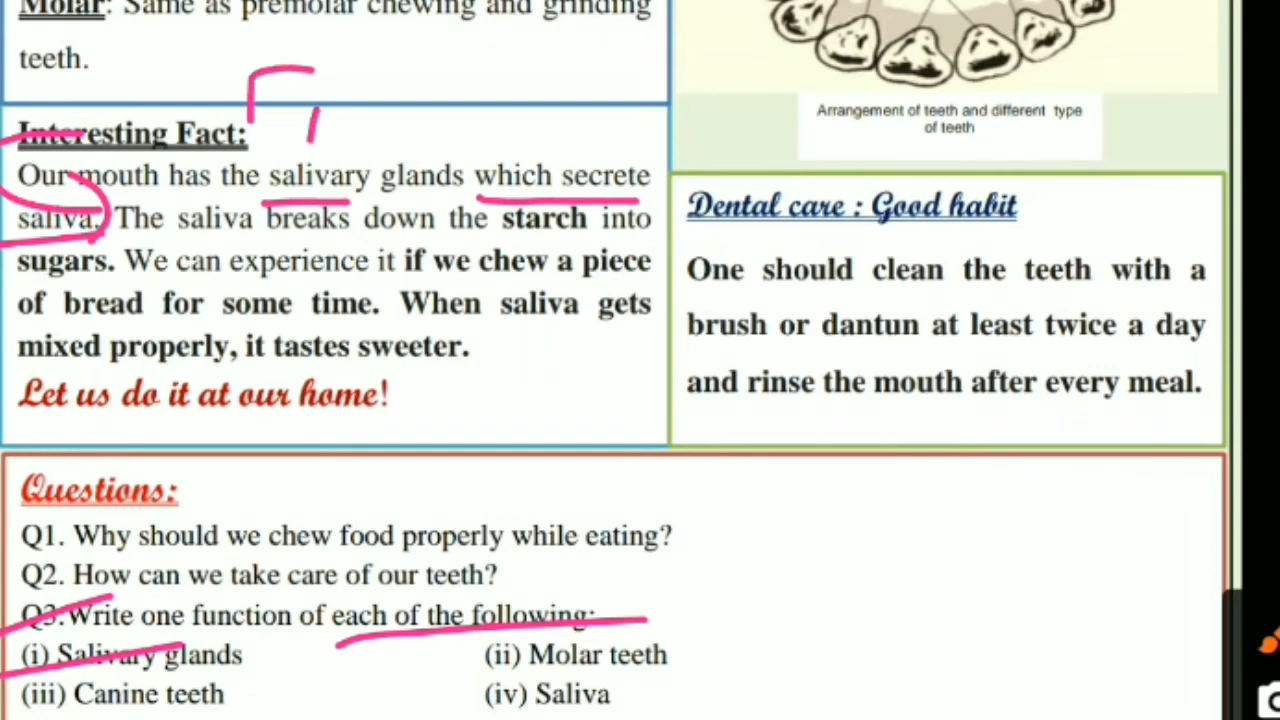 Molar: Same as premolar chewing and grinding
teeth.
Interesting Fact:
Our mouth has the salivary glands which secrete
saliva. The saliva breaks down the starch into
sugars. We can experience it if we chew a piece
of bread for some time. When saliva gets
mixed properly, it tastes sweeter.
Let us do it at our home!
Arrangement of teeth and different type
of teeth
Dental care : Good habit
One should clean the teeth with a
brush or dantun at least twice a day
and rinse the mouth after every meal.
Questions:
Q1. Why should we chew food properly while eating?
Q2. How can we take care of our teeth?
Q3.Write one function of each of the following:
(i) Salivary glands (ii) Molar teeth
(iii) Canine teeth (iv) Saliva